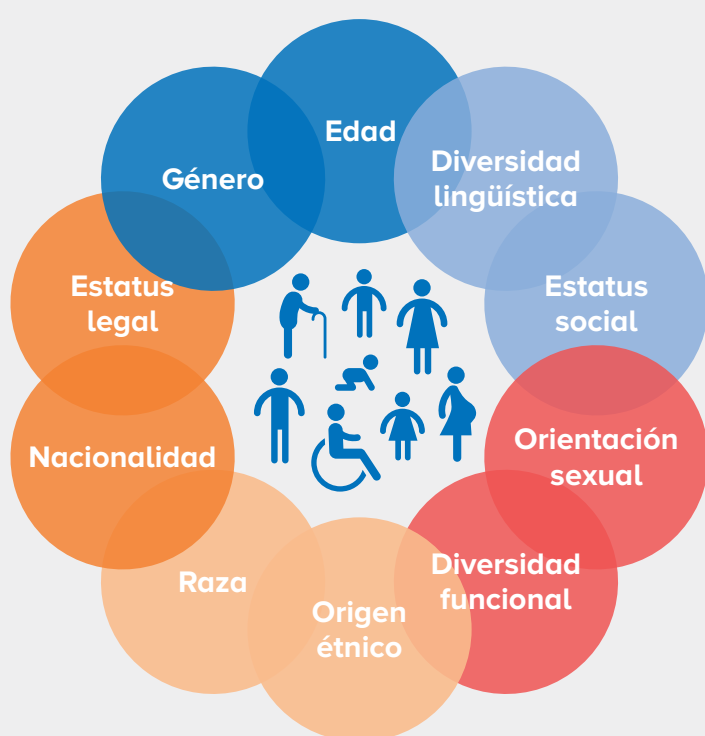 Edad
Diversidad
lingüística
Estatus
social
Orientación
sexual
Diversidad
funcional
Origen
étnico
Raza
Nacionalidad
Estatus
legal
Género